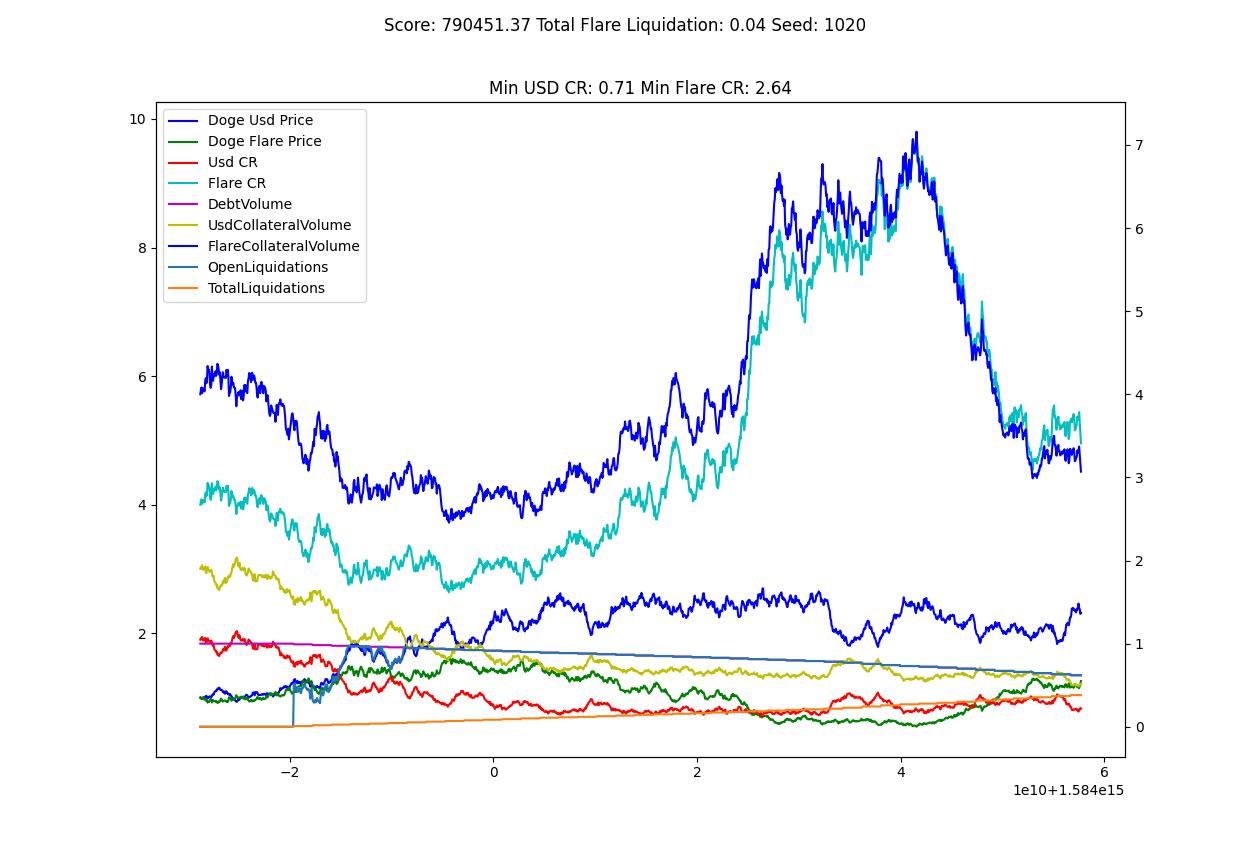 Score: 790451.37 Total Flare Liquidation: 0.04 Seed: 1020
Min USD CR: 0.71 Min Flare CR: 2.64
Doge Usd Price
Doge Flare Price
Usd CR
Flare CR
DebtVolume
UsdCollateralVolume
FlareCollateralVolume
OpenLiquidations
TotalLiquidations
10
8
6
4
2
7
6
5
4
3
2
1
0
−2 0 2 4 6
1e10+1.584e15